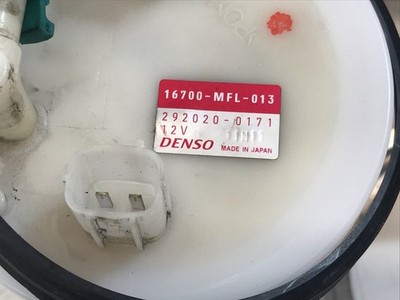 16700-MFL-013
292020-0171
12V
DENSO MADE IN JAPAN